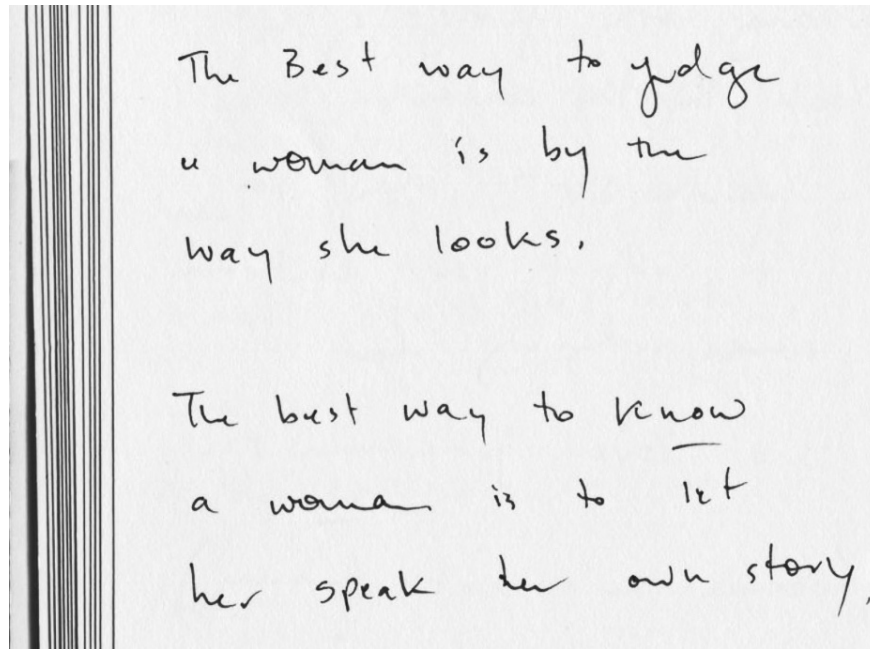 The Best way to judge
a woman is by the
way she looks.
The best way to know
a woman is to let
her speak her own story.